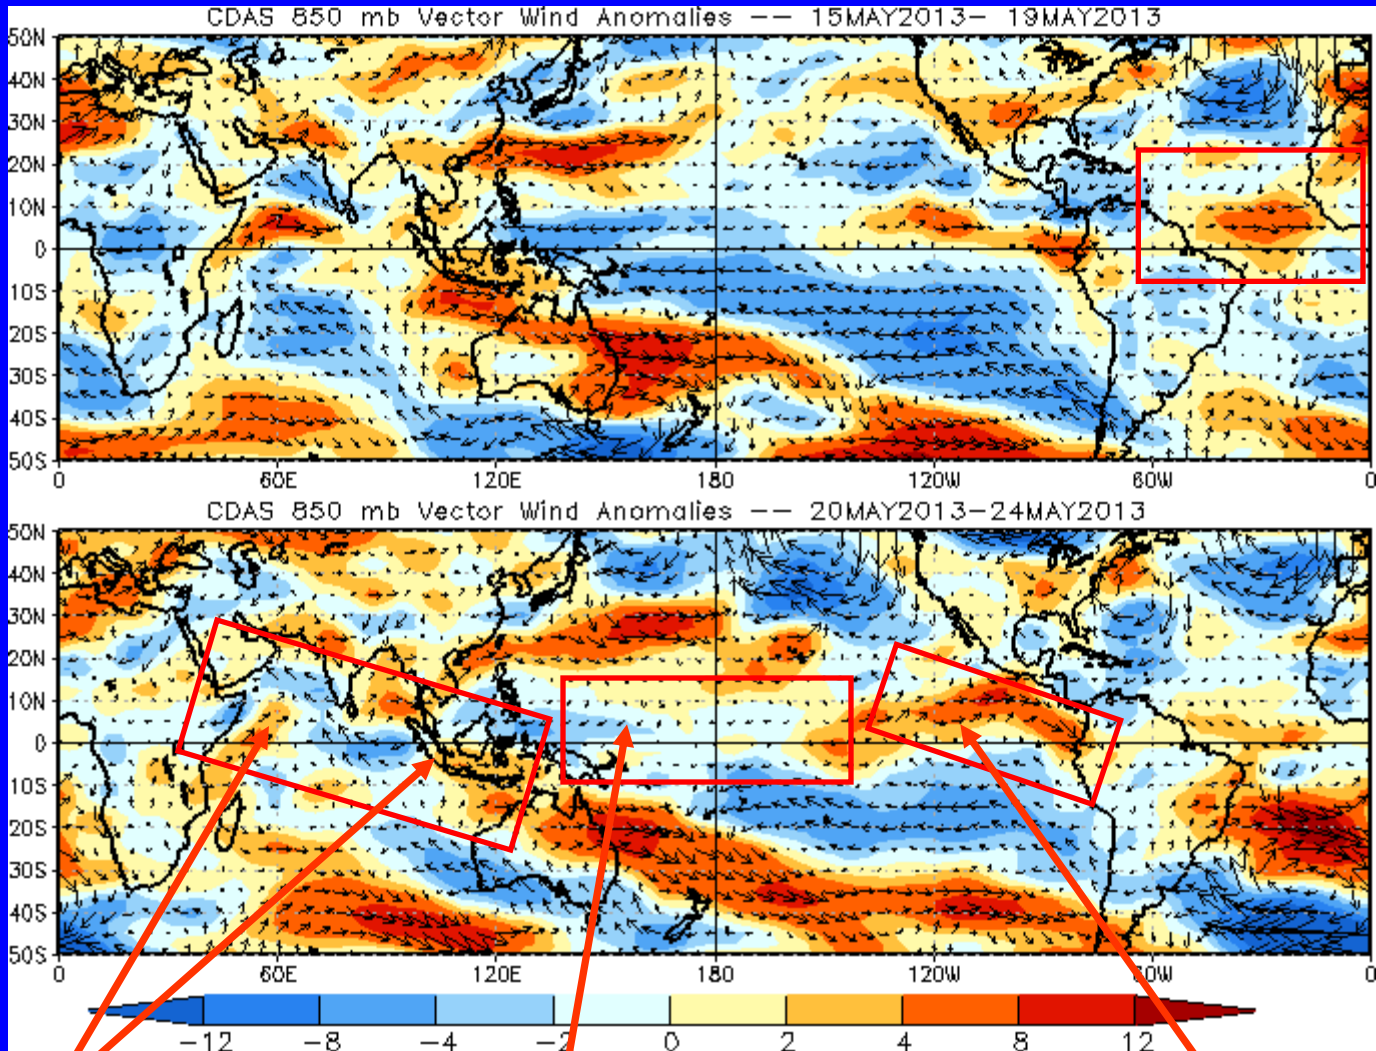 CDAS 850 mb Vector Wind Anomalies -- 15MAY2013- 19MAY2013
50N
40N
30N
20N
10N
0
10S
20S
30S
40S
50S
0 60E 120E 180 120W 60W 0
CDAS 850 mb Vector Wind Anomalies -- 20MAY2013-24MAY2013
50N
40N
30N
20N
10N
0
10S
20S
30S
40S
50S
0 60E 120E 180 120W 60W 0
-12 -8 -4 -2 0 2 4 8 12